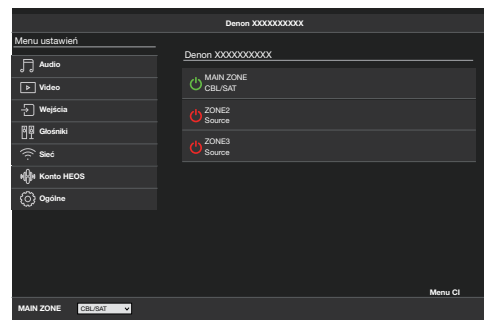 Denon XXXXXXXXXX
Menu ustawień
Audio
Video
Wejścia
Głośniki
Sieć
Konto HEOS
Ogólne
Denon XXXXXXXXXX
MAIN ZONE
CBL/SAT
ZONE2
Source
ZONE3
Source
Menu CI
MAIN ZONE CBL/SAT